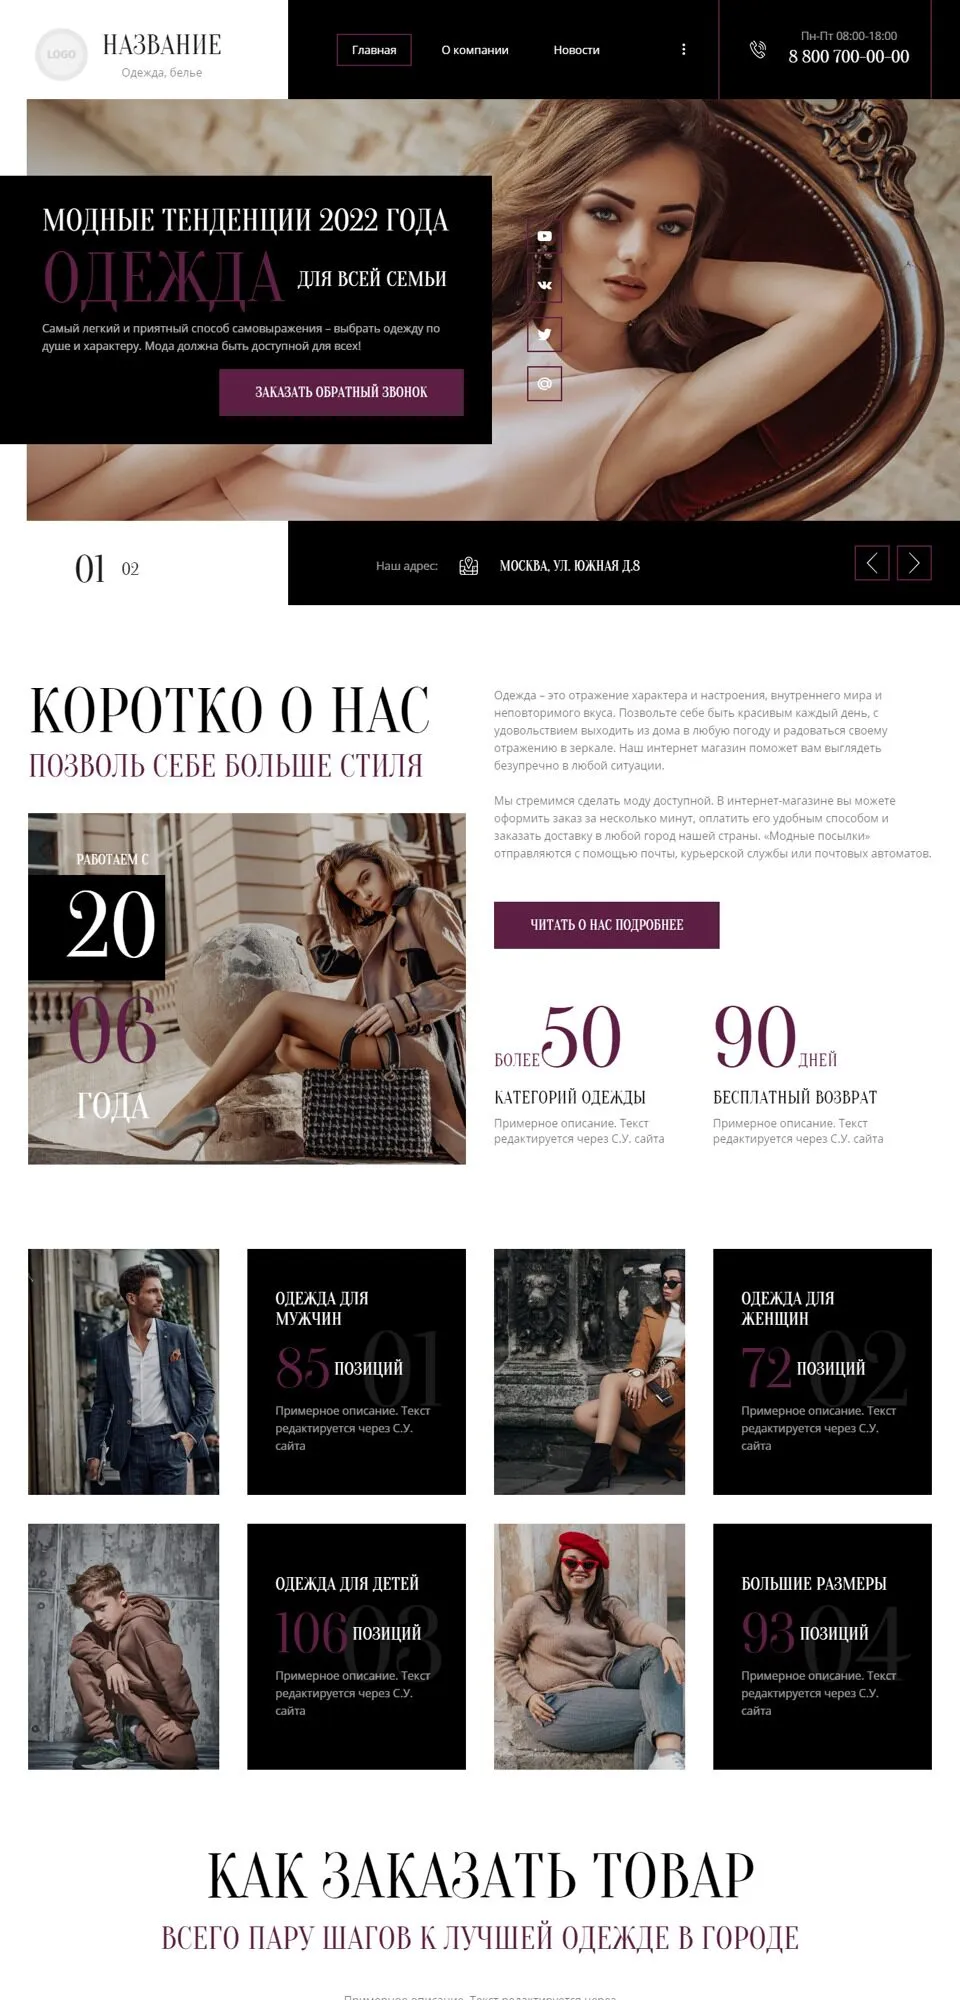 LOGO
НАЗВАНИЕ
Одежда, белье
Главная
О компании
Новости
Пн-Пт 08:00-18:00
8 800 700-00-00
МОДНЫЕ ТЕНДЕНЦИИ 2022 ГОДА
ОДЕЖДА ДЛЯ ВСЕЙ СЕМЬИ
Самый легкий и приятный способ самовыражения – выбрать одежду по
душе и характеру. Мода должна быть доступной для всех!
ЗАКАЗАТЬ ОБРАТНЫЙ ЗВОНОК
01 02
Наш адрес:
МОСКВА, УЛ. ЮЖНАЯ Д.8
КОРОТКО О НАС
ПОЗВОЛЬ СЕБЕ БОЛЬШЕ СТИЛЯ
РАБОТАЕМ С
20
06
ГОДА
Одежда – это отражение характера и настроения, внутреннего мира и
неповторимого вкуса. Позвольте себе быть красивым каждый день, с
удовольствием выходить из дома в любую погоду и радоваться своему
отражению в зеркале. Наш интернет магазин поможет вам выглядеть
безупречно в любой ситуации.
Мы стремимся сделать моду доступной. В интернет-магазине вы можете
оформить заказ за несколько минут, оплатить его удобным способом и
заказать доставку в любой город нашей страны. «Модные посылки»
отправляются с помощью почты, курьерской службы или почтовых автоматов.
ЧИТАТЬ О НАС ПОДРОБНЕЕ
БОЛЕЕ 50
КАТЕГОРИЙ ОДЕЖДЫ
Примерное описание. Текст
редактируется через С.У. сайта
90 ДНЕЙ
БЕСПЛАТНЫЙ ВОЗВРАТ
Примерное описание. Текст
редактируется через С.У. сайта
ОДЕЖДА ДЛЯ
МУЖЧИН
85 ПОЗИЦИЙ
01
Примерное описание. Текст
редактируется через С.У.
сайта
ОДЕЖДА ДЛЯ
ЖЕНЩИН
72 ПОЗИЦИЙ
02
Примерное описание. Текст
редактируется через С.У.
сайта
ОДЕЖДА ДЛЯ ДЕТЕЙ
106 ПОЗИЦИЙ
03
Примерное описание. Текст
редактируется через С.У.
сайта
БОЛЬШИЕ РАЗМЕРЫ
93 ПОЗИЦИЙ
04
Примерное описание. Текст
редактируется через С.У.
сайта
КАК ЗАКАЗАТЬ ТОВАР
ВСЕГО ПАРУ ШАГОВ К ЛУЧШЕЙ ОДЕЖДЕ В ГОРОДЕ
Примерное описание. Текст редактируется через